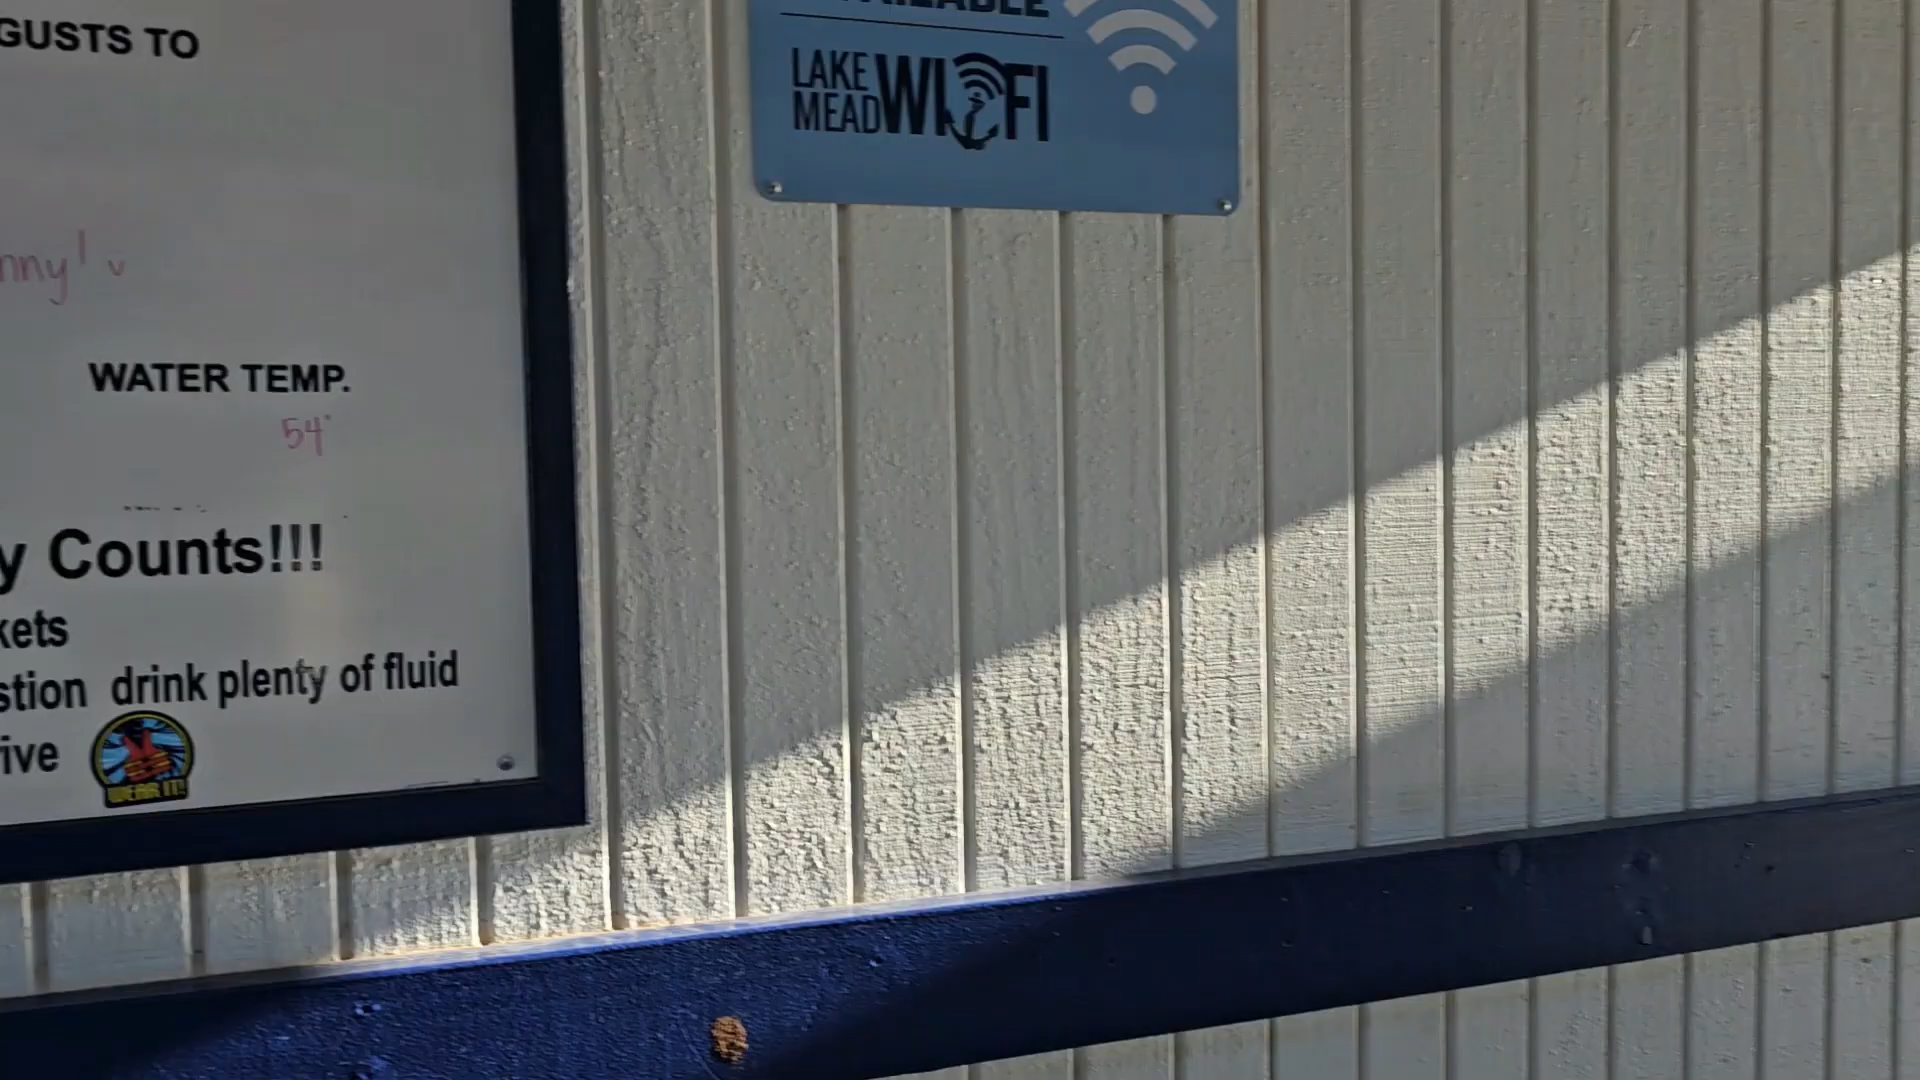 GUSTS TO
nny!
WATER TEMP.
54°
y Counts!!!
kets
stion drink plenty of fluid
ive
WEAR IT!
AVAILABLE
LAKE
MEAD WIFI